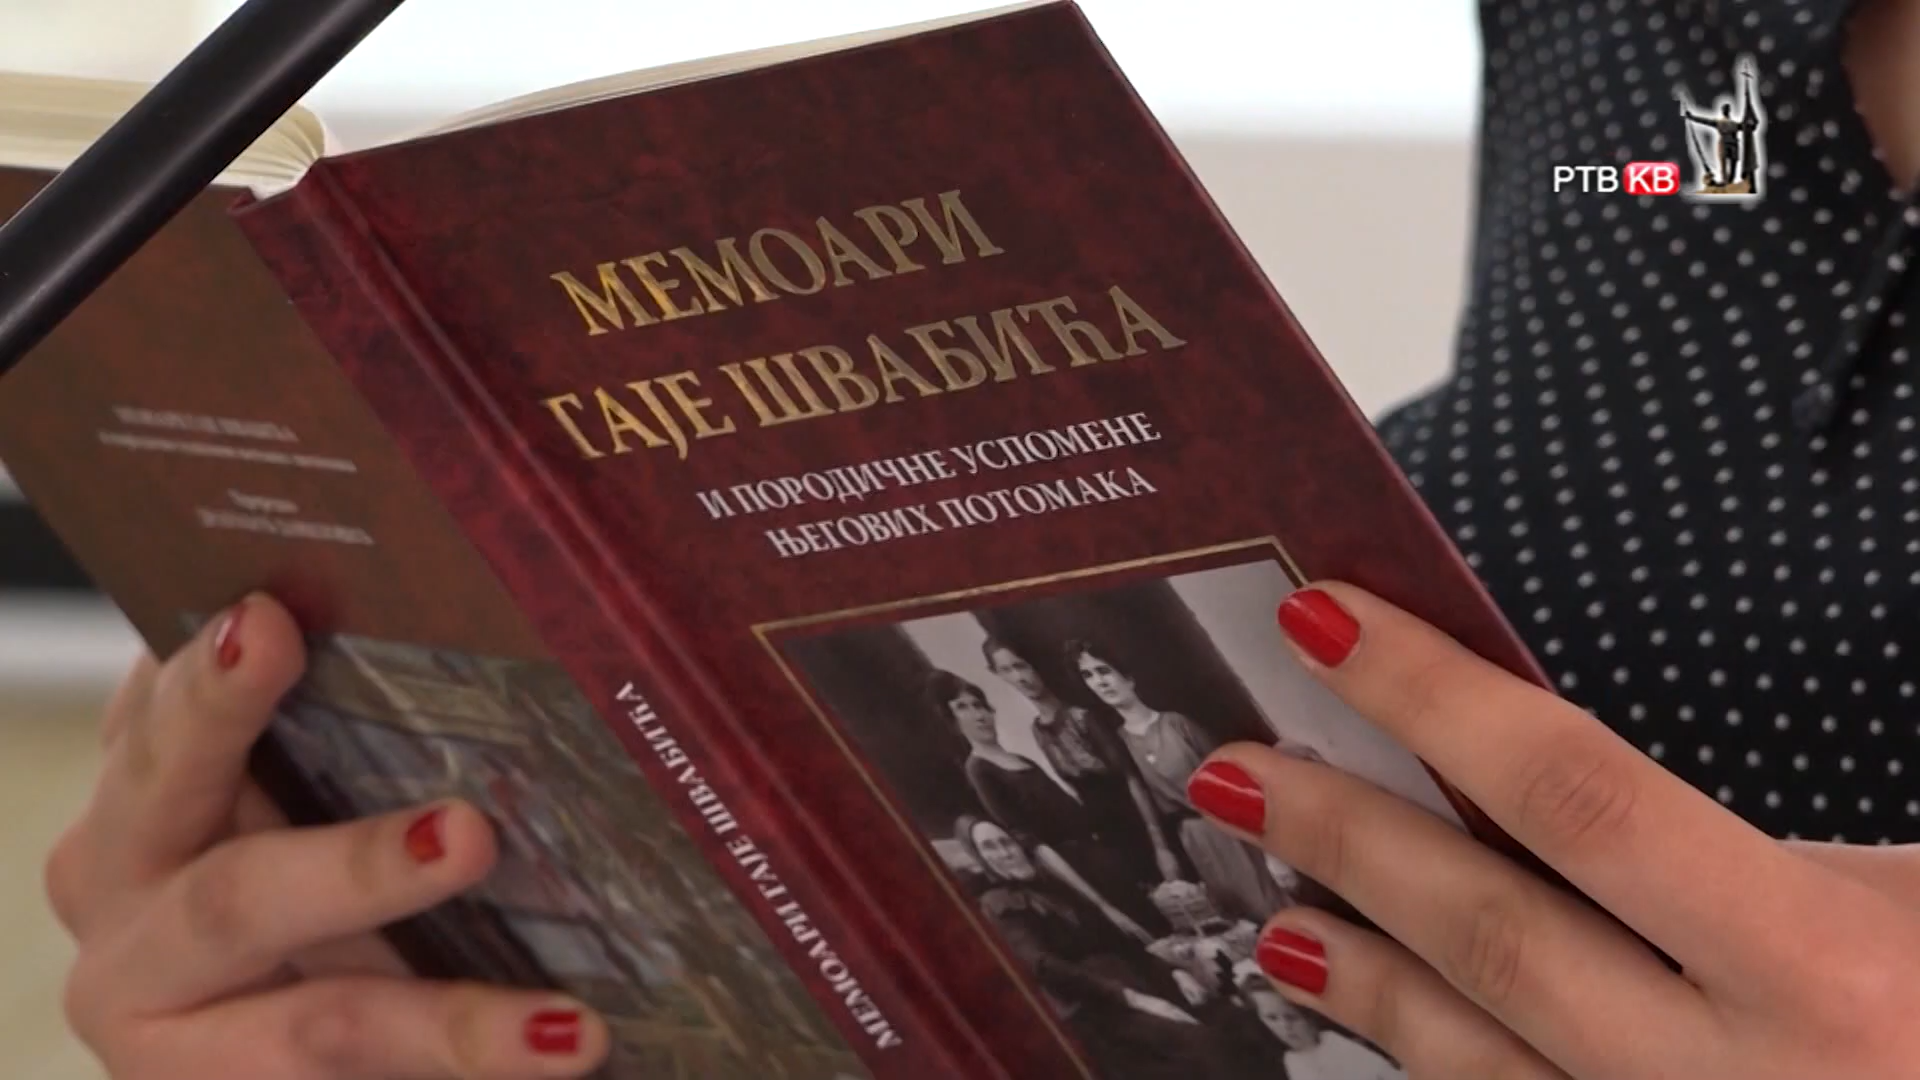 МЕМОАРИ
ГАЈЕ ШВАБИЋА
И ПОРОДИЧНЕ УСПОМЕНЕ
ЊЕГОВИХ ПОТОМАКА
МЕМОАРИ ГАЈЕ ШВАБИЋА
РТВ КВ